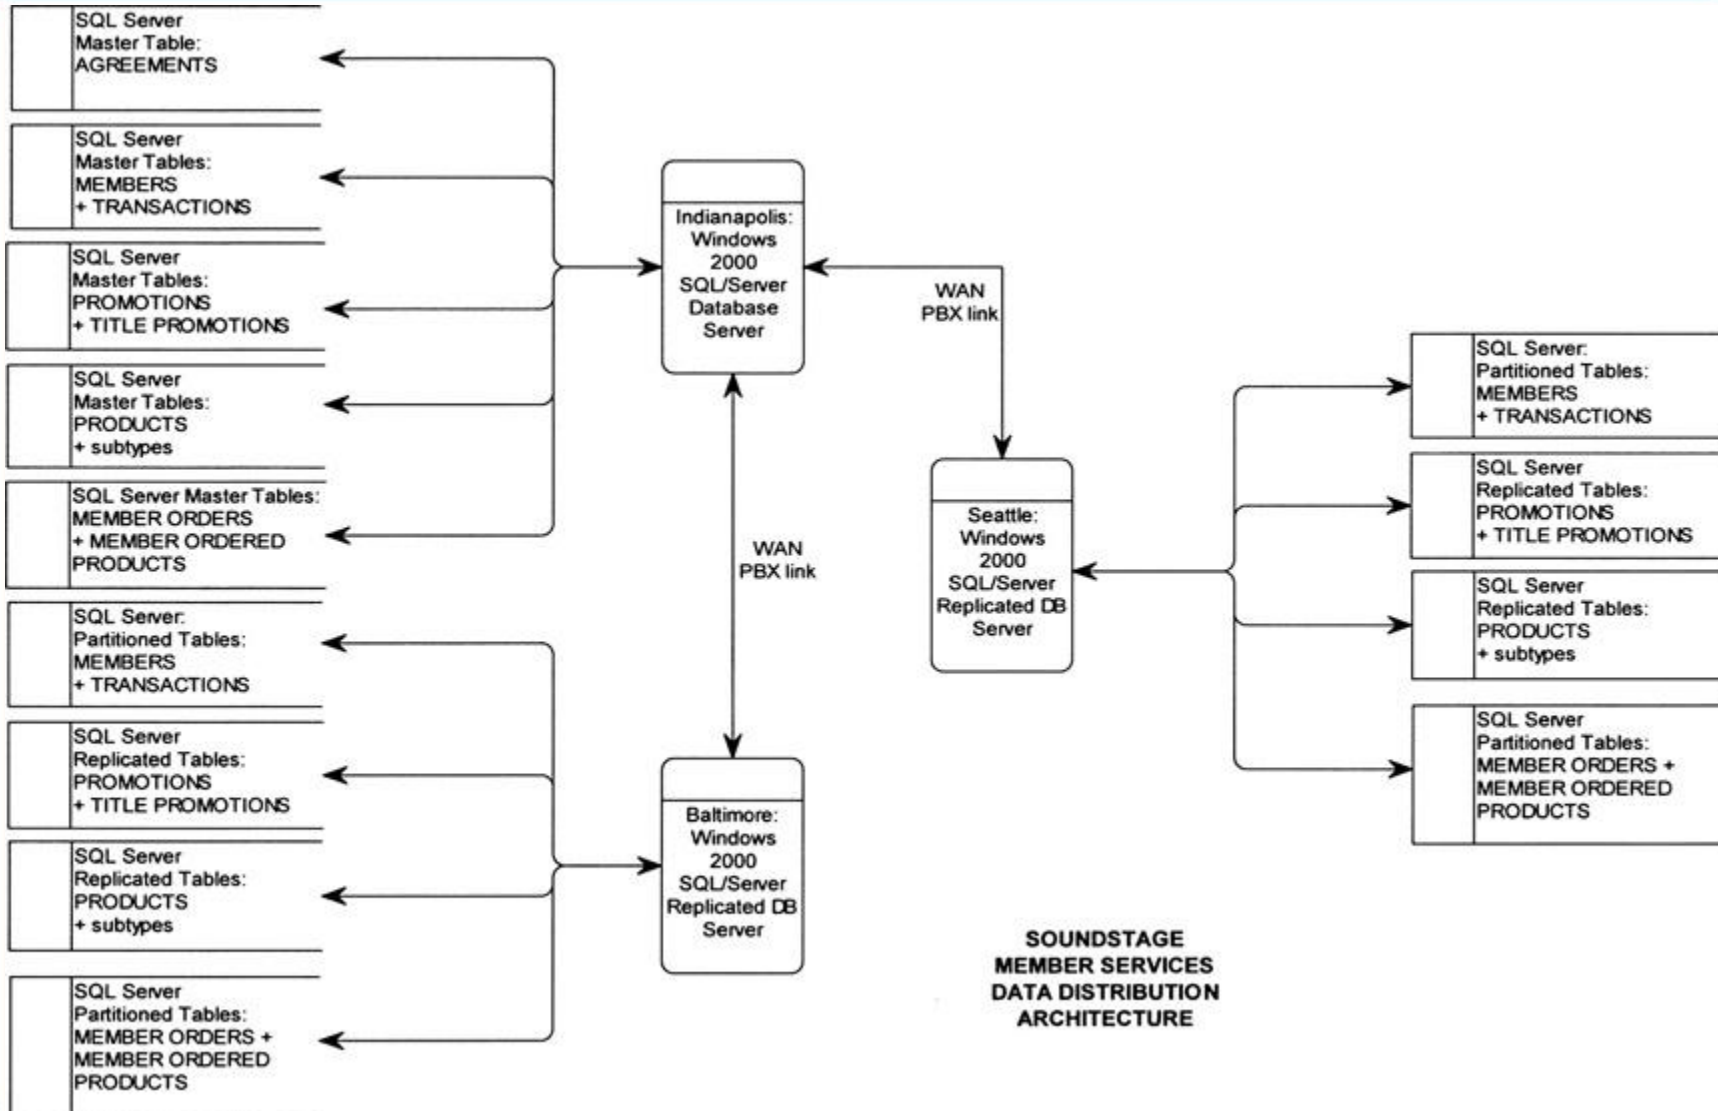 SQL Server
Master Table:
AGREEMENTS
SQL Server
Master Tables:
MEMBERS
+ TRANSACTIONS
SQL Server
Master Tables:
PROMOTIONS
+ TITLE PROMOTIONS
SQL Server
Master Tables:
PRODUCTS
+ subtypes
SQL Server Master Tables:
MEMBER ORDERS
+ MEMBER ORDERED
PRODUCTS
SQL Server:
Partitioned Tables:
MEMBERS
+ TRANSACTIONS
SQL Server
Replicated Tables:
PROMOTIONS
+ TITLE PROMOTIONS
SQL Server
Replicated Tables:
PRODUCTS
+ subtypes
SQL Server
Partitioned Tables:
MEMBER ORDERS +
MEMBER ORDERED
PRODUCTS
Indianapolis:
Windows
2000
SQL/Server
Database
Server
WAN
PBX link
WAN
PBX link
Baltimore:
Windows
2000
SQL/Server
Replicated DB
Server
Seattle:
Windows
2000
SQL/Server
Replicated DB
Server
SQL Server:
Partitioned Tables:
MEMBERS
+ TRANSACTIONS
SQL Server
Replicated Tables:
PROMOTIONS
+ TITLE PROMOTIONS
SQL Server
Replicated Tables:
PRODUCTS
+ subtypes
SQL Server
Partitioned Tables:
MEMBER ORDERS +
MEMBER ORDERED
PRODUCTS
SOUNDSTAGE
MEMBER SERVICES
DATA DISTRIBUTION
ARCHITECTURE